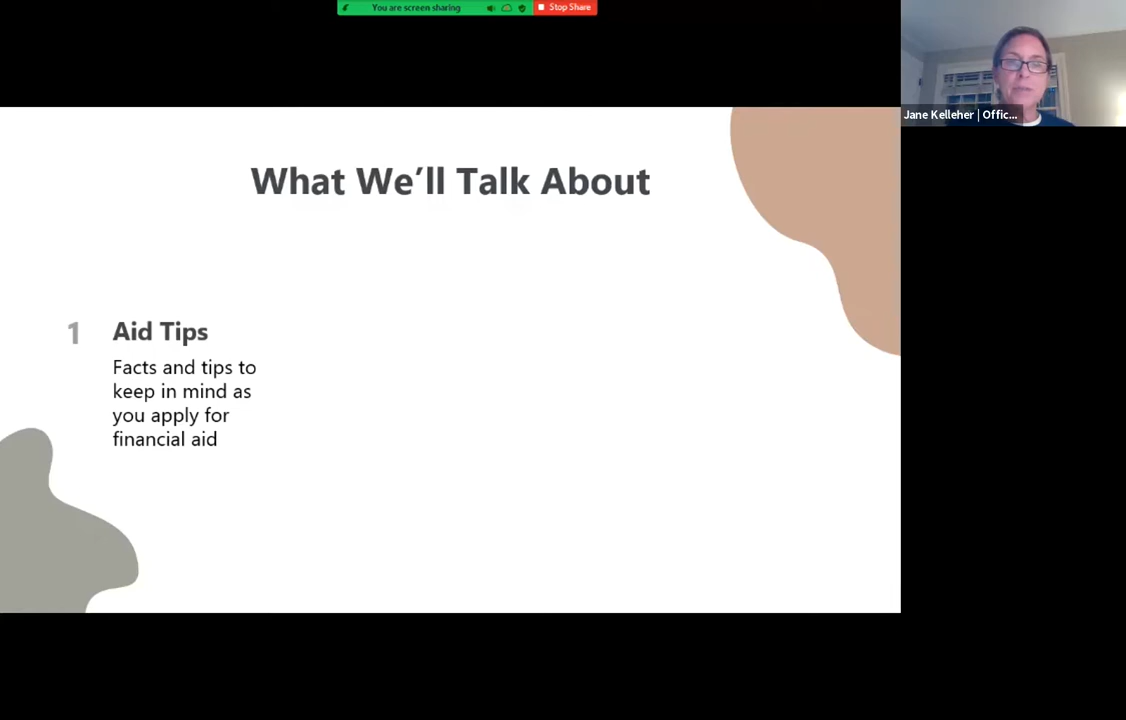 You are screen sharing
Stop Share
Jane Kelleher | Offic...
What We’ll Talk About
1
Aid Tips
Facts and tips to
keep in mind as
you apply for
financial aid